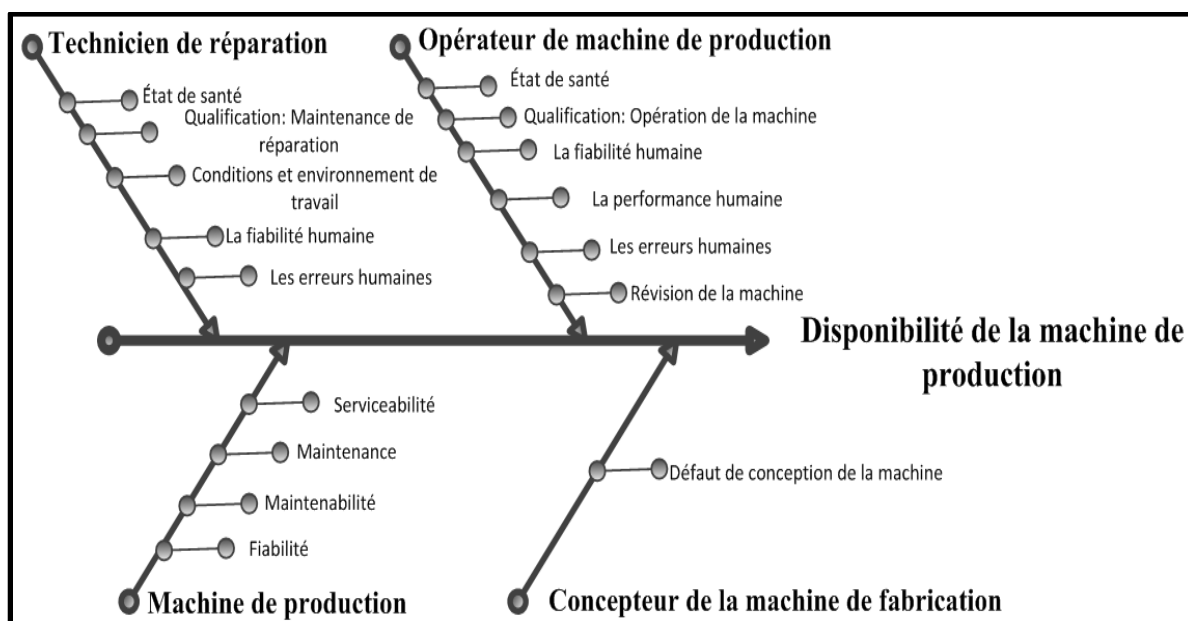 Technicien de réparation
État de santé
Qualification: Maintenance de
réparation
Conditions et environnement de
travail
La fiabilité humaine
Les erreurs humaines
Opérateur de machine de production
État de santé
Qualification: Opération de la machine
La fiabilité humaine
La performance humaine
Les erreurs humaines
Révision de la machine
Disponibilité de la machine de
production
Serviceabilité
Maintenance
Maintenabilité
Fiabilité
Machine de production
Défaut de conception de la machine
Concepteur de la machine de fabrication